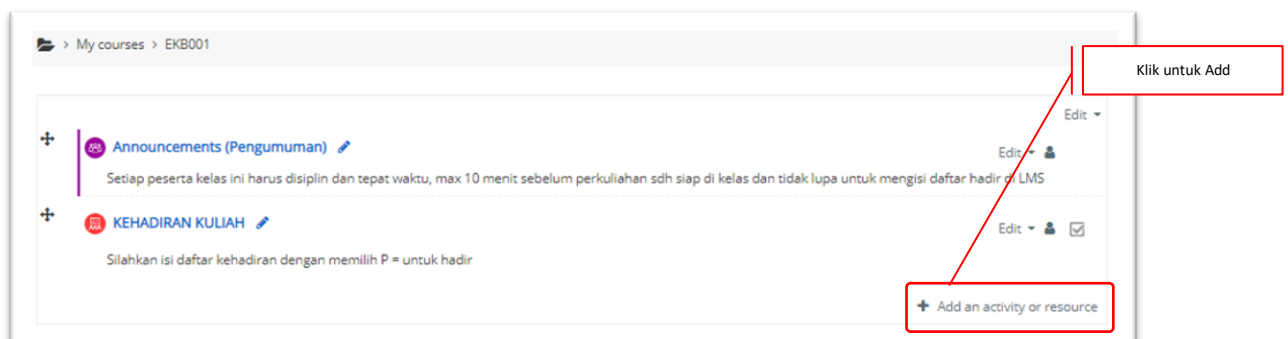 > My courses > EKB001
Klik untuk Add
Edit
Announcements (Pengumuman)
Edit
Setiap peserta kelas ini harus disiplin dan tepat waktu, max 10 menit sebelum perkuliahan sdh siap di kelas dan tidak lupa untuk mengisi daftar hadir di LMS
KEHADIRAN KULIAH
Edit
Silahkan isi daftar kehadiran dengan memilih P = untuk hadir
+ Add an activity or resource